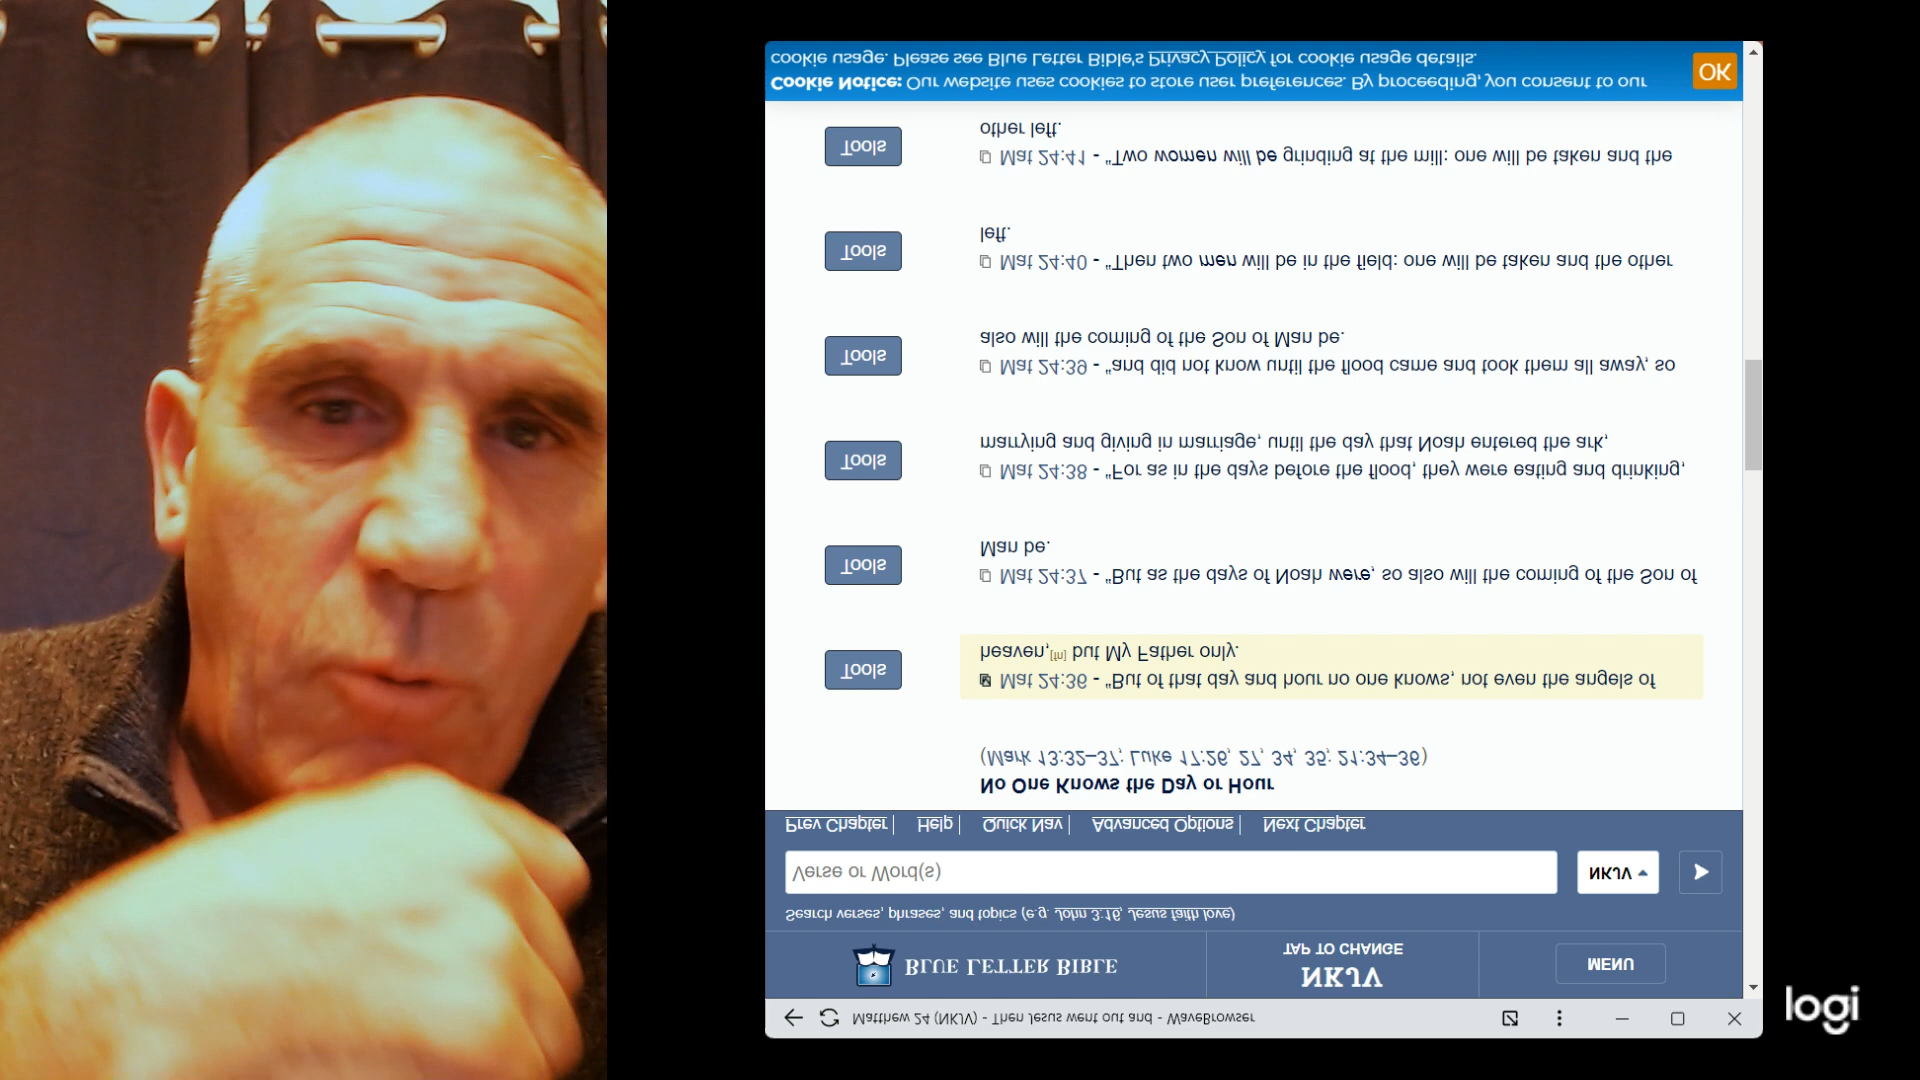 Matthew 24 (NKJV) - Then Jesus went out and - WaveBrowser
BLUE LETTER BIBLE
TAP TO CHANGE
NKJV
MENU
Search verses, phrases, and topics (e.g. John 3:16, Jesus faith love)
Verse or Word(s)
NKJV
Prev Chapter | Help | Quick Nav | Advanced Options | Next Chapter
No One Knows the Day or Hour
(Mark 13:32–37; Luke 17:26, 27, 34, 35; 21:34–36)
Tools
Mat 24:36 - "But of that day and hour no one knows, not even the angels of
heaven,[fn] but My Father only.
Tools
Mat 24:37 - "But as the days of Noah were, so also will the coming of the Son of
Man be.
Tools
Mat 24:38 - "For as in the days before the flood, they were eating and drinking,
marrying and giving in marriage, until the day that Noah entered the ark,
Tools
Mat 24:39 - "and did not know until the flood came and took them all away, so
also will the coming of the Son of Man be.
Tools
Mat 24:40 - "Then two men will be in the field: one will be taken and the other
left.
Tools
Mat 24:41 - "Two women will be grinding at the mill: one will be taken and the
other left.
Cookie Notice: Our website uses cookies to store user preferences. By proceeding, you consent to our
cookie usage. Please see Blue Letter Bible's Privacy Policy for cookie usage details.
OK
logi